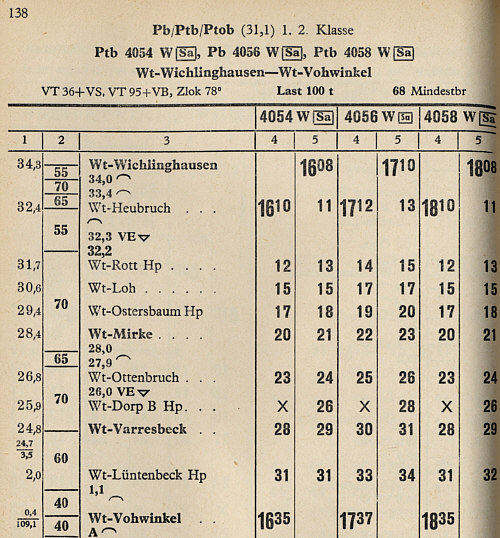 138
Pb/Ptb/Ptob (31,1) 1. 2. Klasse
Ptb 4054 W Sa, Pb 4056 W Sa, Ptb 4058 W Sa
Wt-Wichlinghausen—Wt-Vohwinkel
VT 36+VS, VT 95+VB, Zlok 78° Last 100 t 68 Mindestbr
4054 W Sa 4056 W Sa 4058 W Sa
1 2 3 4 5 4 5 4 5
34,3 Wt-Wichlinghausen 1608 1710 1808
55 34,0
70 33,4
32,4 65 Wt-Heubruch . . . 1610 11 1712 13 1810 11
55 32,3 VE
32,2
31,7 Wt-Rott Hp . . . . 12 13 14 15 12 13
30,6 Wt-Loh . . . . . 15 15 17 17 15 15
29,4 70 Wt-Ostersbaum Hp 17 18 19 20 17 18
28,4 Wt-Mirke . . . . . 20 21 22 23 20 21
28,0
65 27,9
26,8 Wt-Ottenbruch . . . 23 24 25 26 23 24
70 26,0 VE
25,9 Wt-Dorp B Hp . . . X 26 X 28 X 26
24,8 Wt-Varresbeck . . . 28 29 30 31 28 29
24,7
3,5 60
2,0 Wt-Lüntenbeck Hp 31 31 33 34 31 32
1,1
40
0,4 Wt-Vohwinkel . . 1635 1737 1835
109,1 40 A